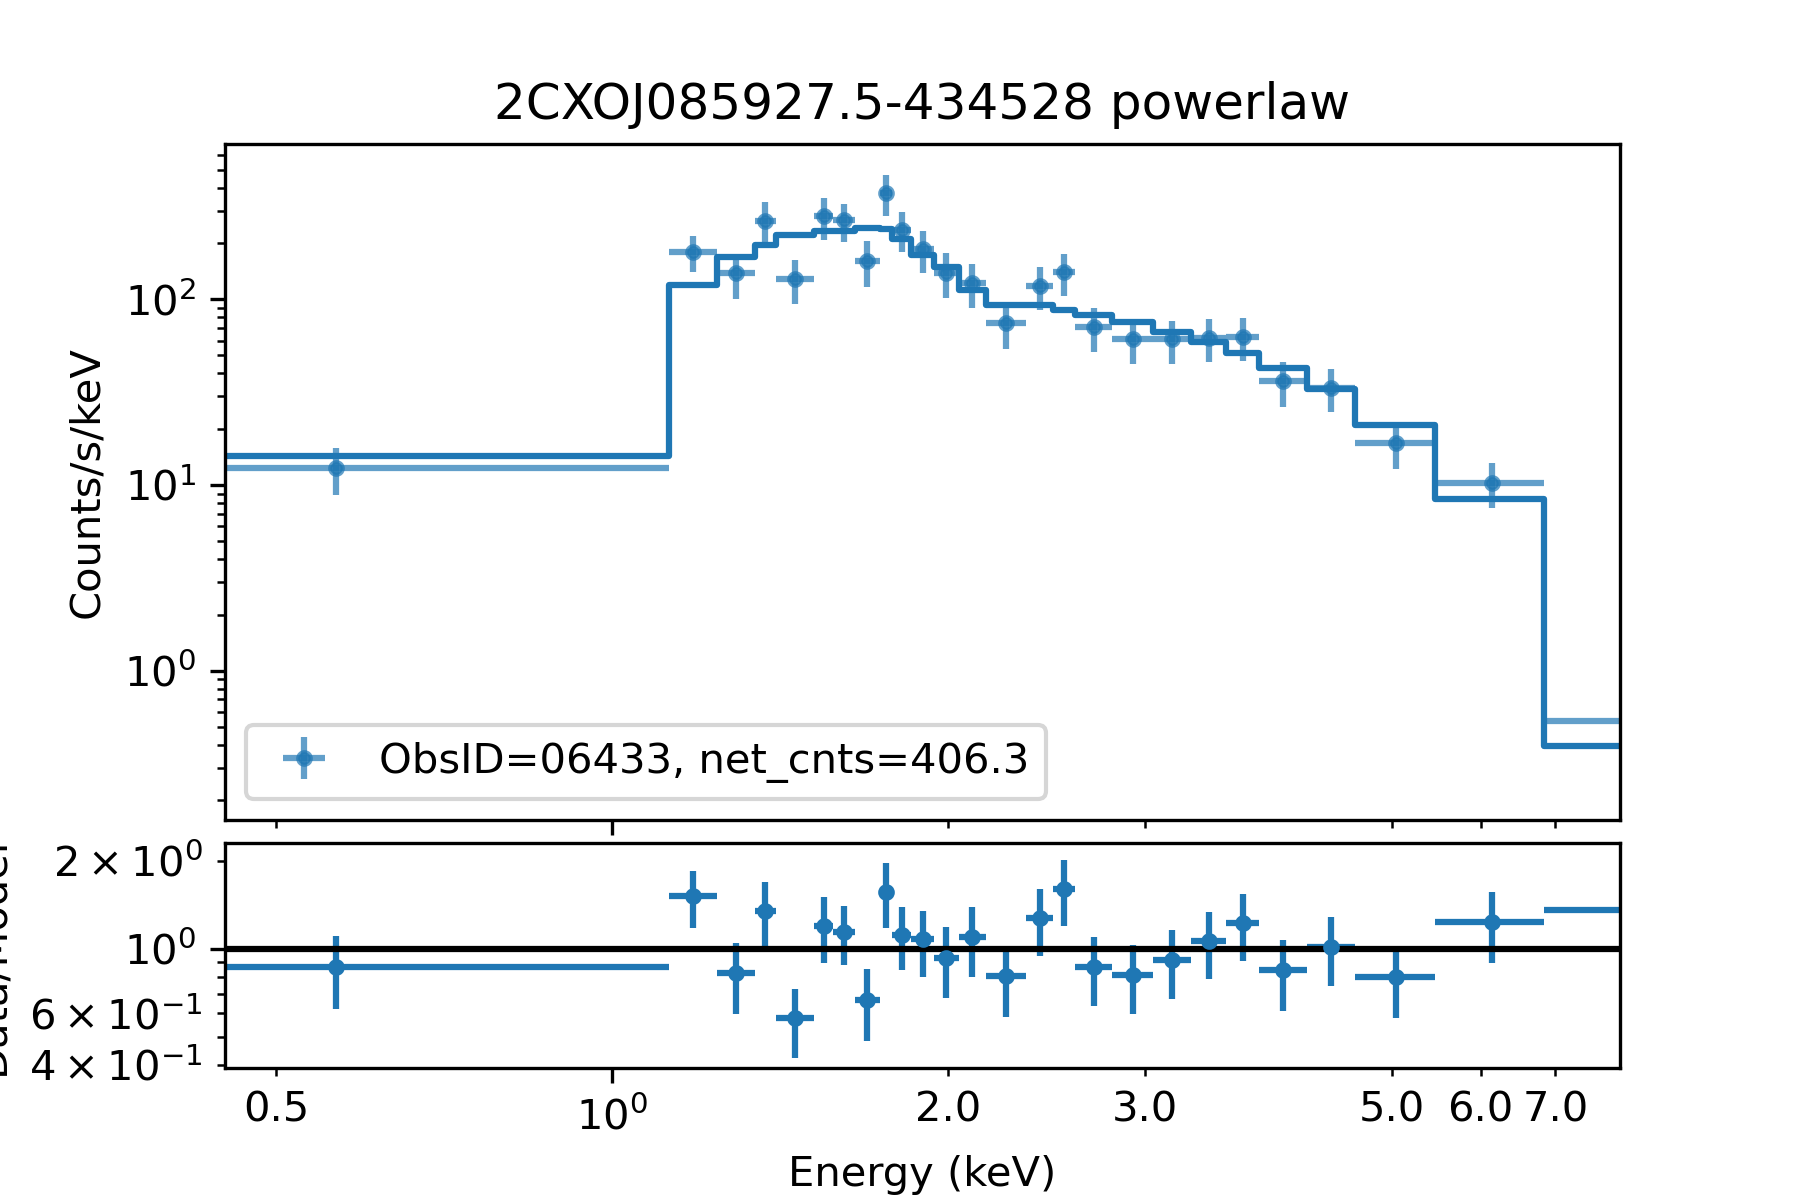 2CXOJ085927.5-434528 powerlaw
Counts/s/keV
10²
10¹
10⁰
ObsID=06433, net_cnts=406.3
Data/Model
2 × 10⁰
10⁰
6 × 10⁻¹
4 × 10⁻¹
0.5 10⁰ 2.0 3.0 5.0 6.0 7.0
Energy (keV)